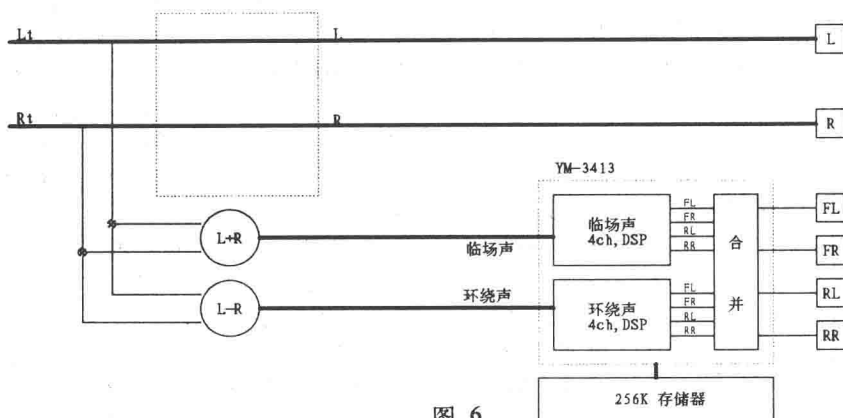 Lt
L
L
Rt
R
R
YM-3413
L+R
临场声
临场声
4ch,DSP
FL
FR
RL
RR
合
并
FL
FR
L-R
环绕声
环绕声
4ch,DSP
FL
FR
RL
RR
RL
RR
256K 存储器
图 6